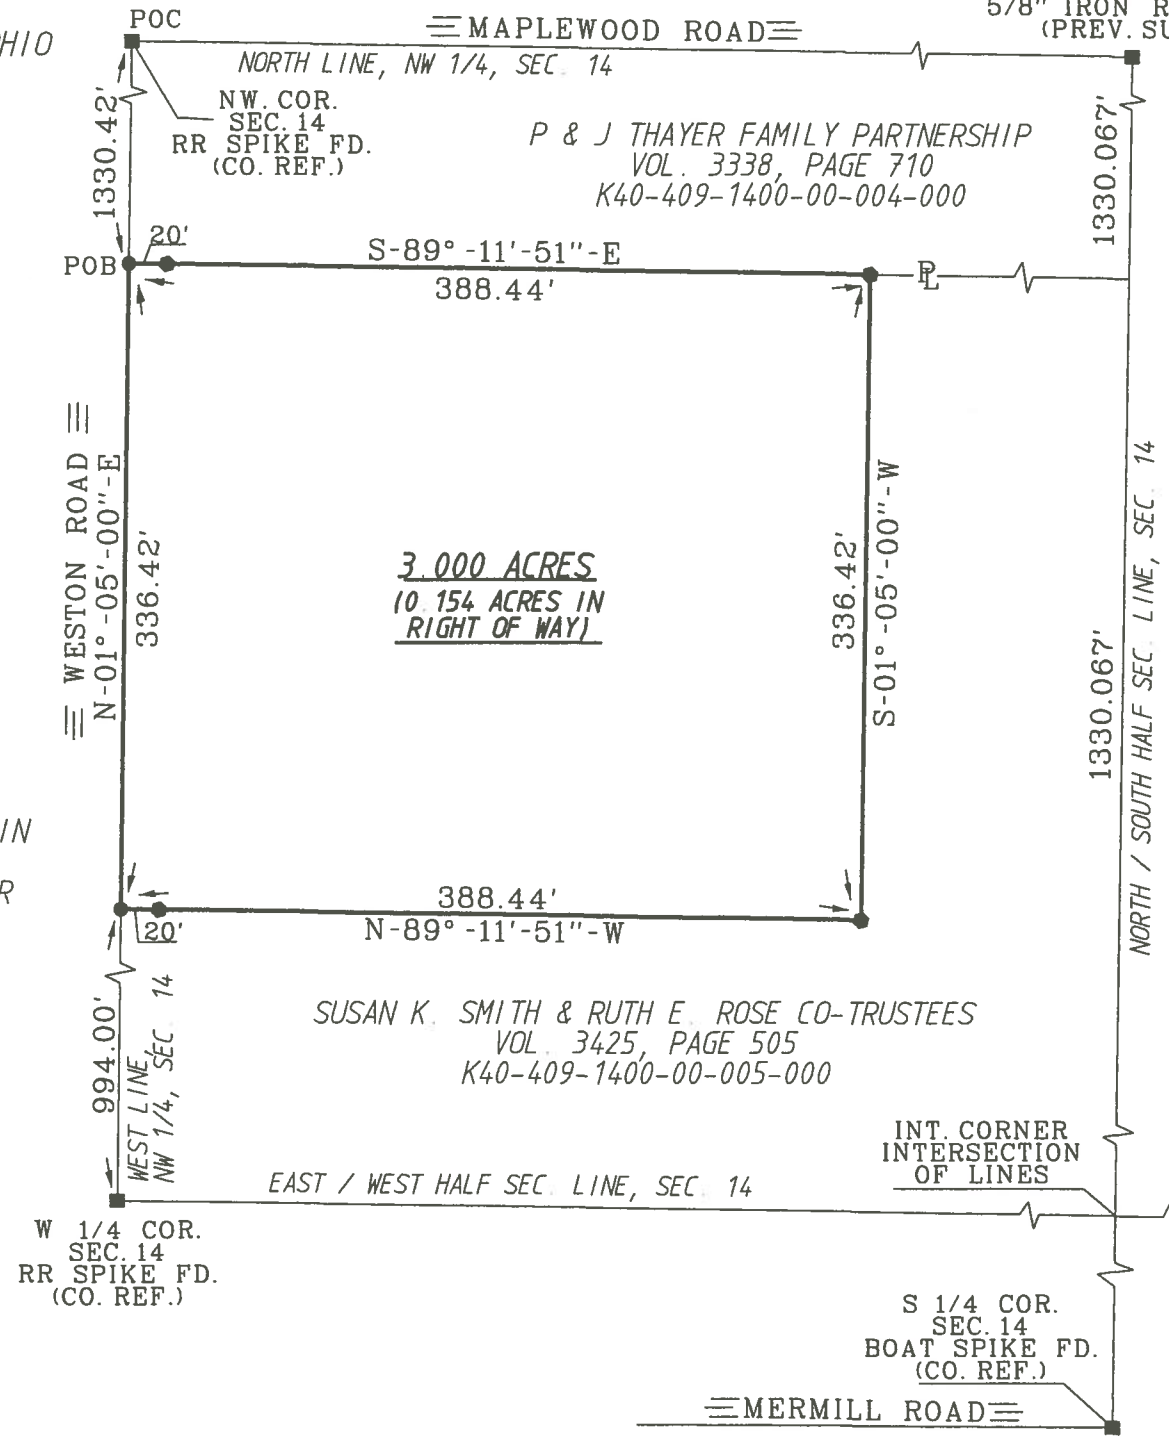 POC
MAPLEWOOD ROAD
5/8" IRON
(PREV.
OHIO
NORTH LINE, NW 1/4, SEC. 14
NW. COR.
SEC. 14
RR SPIKE FD.
(CO. REF.)
1330.42'
P & J THAYER FAMILY PARTNERSHIP
VOL. 3338, PAGE 710
K40-409-1400-00-004-000
1330.067'
20'
POB
S-89°-11'-51"-E
388.44'
PL
WESTON ROAD
N-01°-05'-00"-E
336.42'
3.000 ACRES
(0.154 ACRES IN
RIGHT OF WAY)
336.42'
S-01°-05'-00"-W
1330.067'
NORTH / SOUTH HALF SEC. LINE, SEC. 14
IN
R
388.44'
20'
N-89°-11'-51"-W
994.00'
WEST LINE,
NW 1/4, SEC. 14
SUSAN K. SMITH & RUTH E. ROSE CO-TRUSTEES
VOL. 3425, PAGE 505
K40-409-1400-00-005-000
INT. CORNER
INTERSECTION
OF LINES
EAST / WEST HALF SEC. LINE, SEC. 14
W 1/4 COR.
SEC. 14
RR SPIKE FD.
(CO. REF.)
S 1/4 COR.
SEC. 14
BOAT SPIKE FD.
(CO. REF.)
MERMILL ROAD